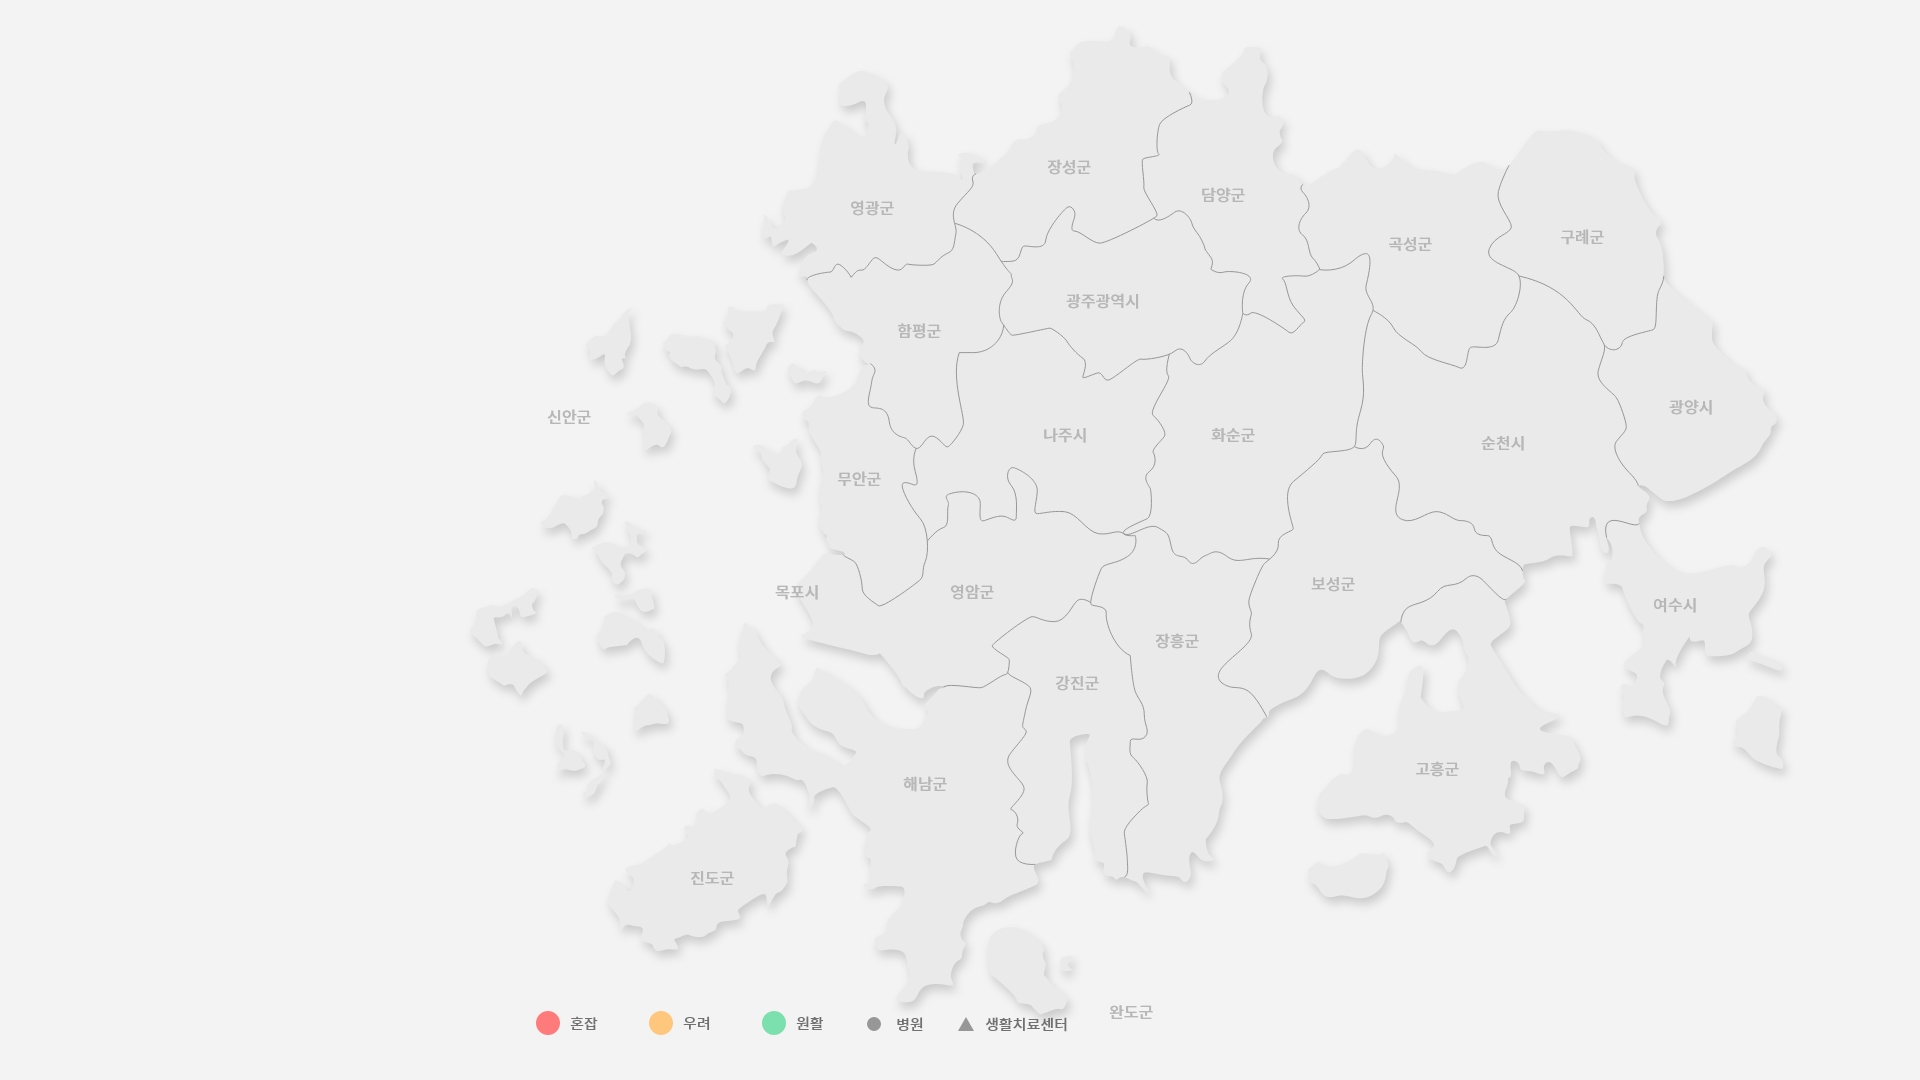 장성군
담양군
영광군
구례군
곡성군
광주광역시
함평군
광양시
신안군
나주시
화순군
순천시
무안군
보성군
목포시
영암군
여수시
장흥군
강진군
고흥군
해남군
진도군
완도군
혼잡 우려 원활 병원 생활치료센터